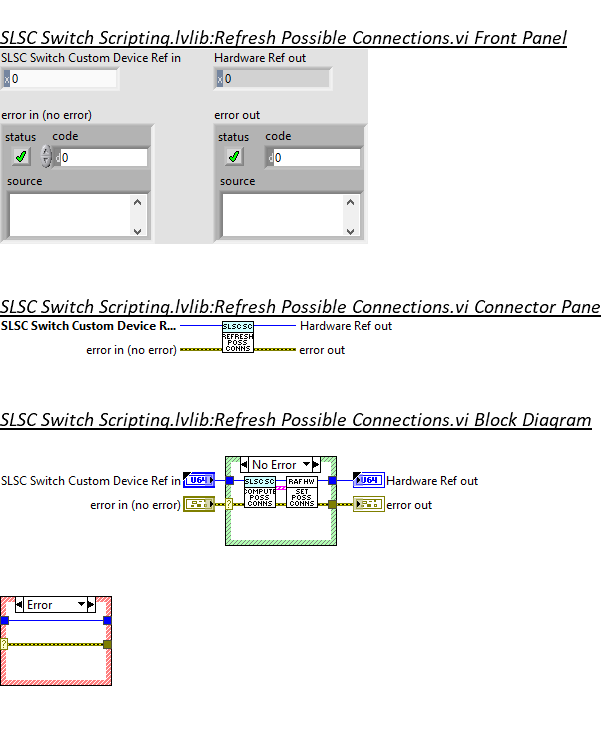 SLSC Switch Scripting.lvlib:Refresh Possible Connections.vi Front Panel
SLSC Switch Custom Device Ref in
Hardware Ref out
x 0
x 0
error in (no error)
error out
status code
status code
d 0
d 0
source
source
SLSC Switch Scripting.lvlib:Refresh Possible Connections.vi Connector Pane
SLSC Switch Custom Device R...
SLSC SC
REFRESH
POSS
CONNS
Hardware Ref out
error in (no error)
error out
SLSC Switch Scripting.lvlib:Refresh Possible Connections.vi Block Diagram
No Error
SLSC Switch Custom Device Ref in
U64
SLSC SC
COMPUTE
POSS
CONNS
RAF HW
SET
POSS
CONNS
U64
Hardware Ref out
error in (no error)
?
error out
Error
?